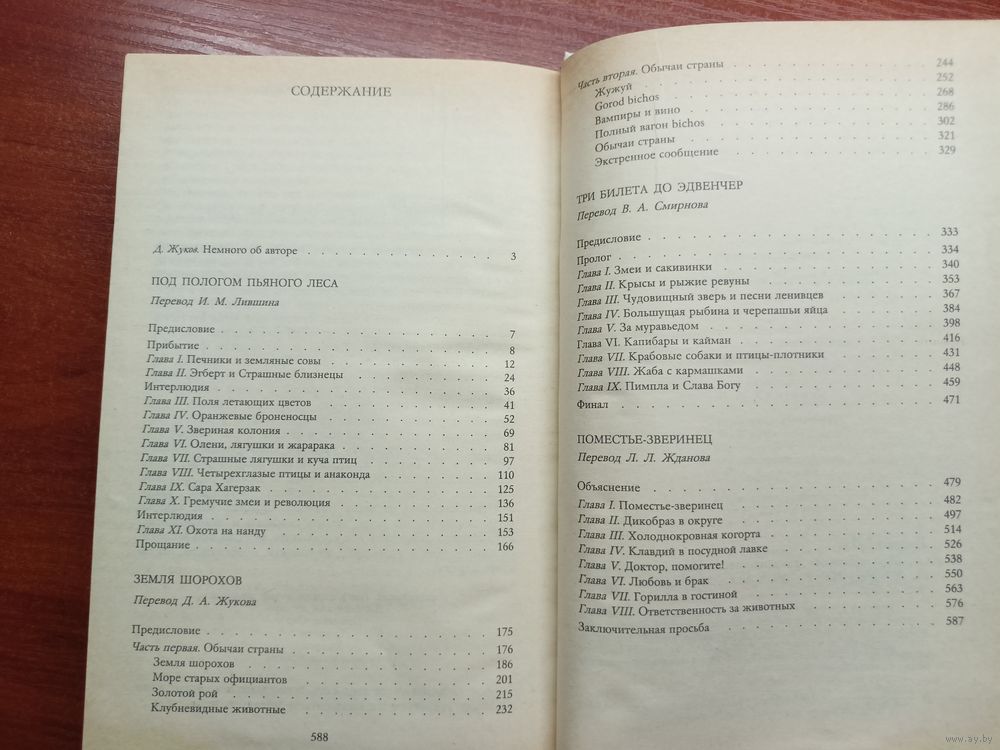 СОДЕРЖАНИЕ
Д. Жуков. Немного об авторе . . . 3
ПОД ПОЛОГОМ ПЬЯНОГО ЛЕСА
Перевод И. М. Лившина
Предисловие . . . 7
Прибытие . . . 8
Глава I. Печники и земляные совы . . . 12
Глава II. Эгберт и Страшные близнецы . . . 24
Интерлюдия . . . 36
Глава III. Поля летающих цветов . . . 41
Глава IV. Оранжевые броненосцы . . . 52
Глава V. Звериная колония . . . 69
Глава VI. Олени, лягушки и жарарака . . . 81
Глава VII. Страшные лягушки и куча птиц . . . 97
Глава VIII. Четырехглазые птицы и анаконда . . . 110
Глава IX. Сара Хагерзак . . . 125
Глава X. Гремучие змеи и революция . . . 136
Интерлюдия . . . 151
Глава XI. Охота на нанду . . . 153
Прощание . . . 166
ЗЕМЛЯ ШОРОХОВ
Перевод Д. А. Жукова
Предисловие . . . 175
Часть первая. Обычаи страны . . . 176
Земля шорохов . . . 186
Море старых официантов . . . 201
Золотой рой . . . 215
Клубневидные животные . . . 232
588
Часть вторая. Обычаи страны . . . 244
Жужуй . . . 252
Gorod bichos . . . 268
Вампиры и вино . . . 286
Полный вагон bichos . . . 302
Обычаи страны . . . 321
Экстренное сообщение . . . 329
ТРИ БИЛЕТА ДО ЭДВЕНЧЕР
Перевод В. А. Смирнова
Предисловие . . . 333
Пролог . . . 334
Глава I. Змеи и сакивинки . . . 340
Глава II. Крысы и рыжие ревуны . . . 353
Глава III. Чудовищный зверь и песни ленивцев . . . 367
Глава IV. Большущая рыбина и черепашьи яйца . . . 384
Глава V. За муравьедом . . . 398
Глава VI. Капибары и кайман . . . 416
Глава VII. Крабовые собаки и птицы-плотники . . . 431
Глава VIII. Жаба с кармашками . . . 448
Глава IX. Пимпла и Слава Богу . . . 459
Финал . . . 471
ПОМЕСТЬЕ-ЗВЕРИНЕЦ
Перевод Л. Л. Жданова
Объяснение . . . 479
Глава I. Поместье-зверинец . . . 482
Глава II. Дикобраз в округе . . . 497
Глава III. Холоднокровная когорта . . . 514
Глава IV. Клавдий в посудной лавке . . . 526
Глава V. Доктор, помогите! . . . 538
Глава VI. Любовь и брак . . . 550
Глава VII. Горилла в гостиной . . . 563
Глава VIII. Ответственность за животных . . . 576
Заключительная просьба . . . 587
www.ay.by